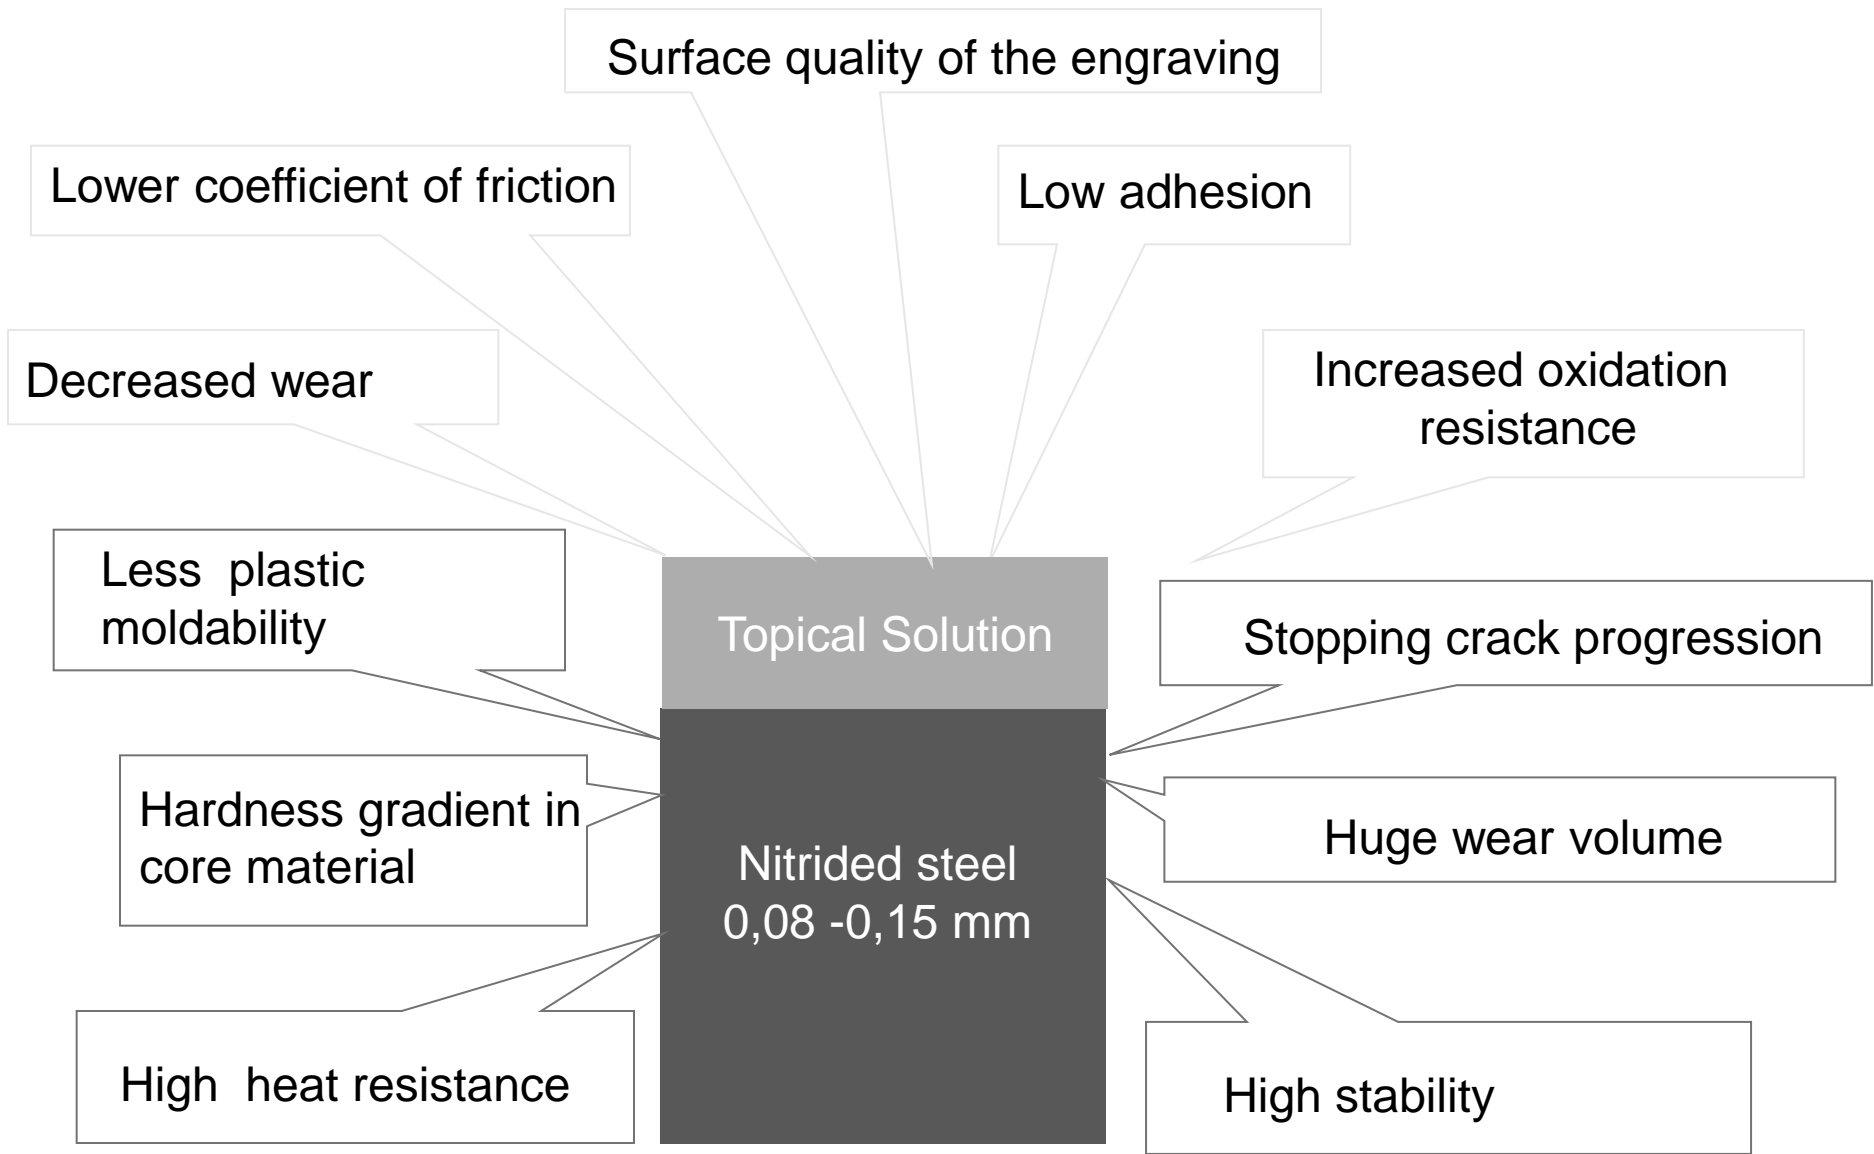 Surface quality of the engraving
Lower coefficient of friction
Low adhesion
Decreased wear
Increased oxidation
resistance
Less plastic
moldability
Topical Solution
Stopping crack progression
Hardness gradient in
core material
Huge wear volume
Nitrided steel
0,08 -0,15 mm
High heat resistance
High stability